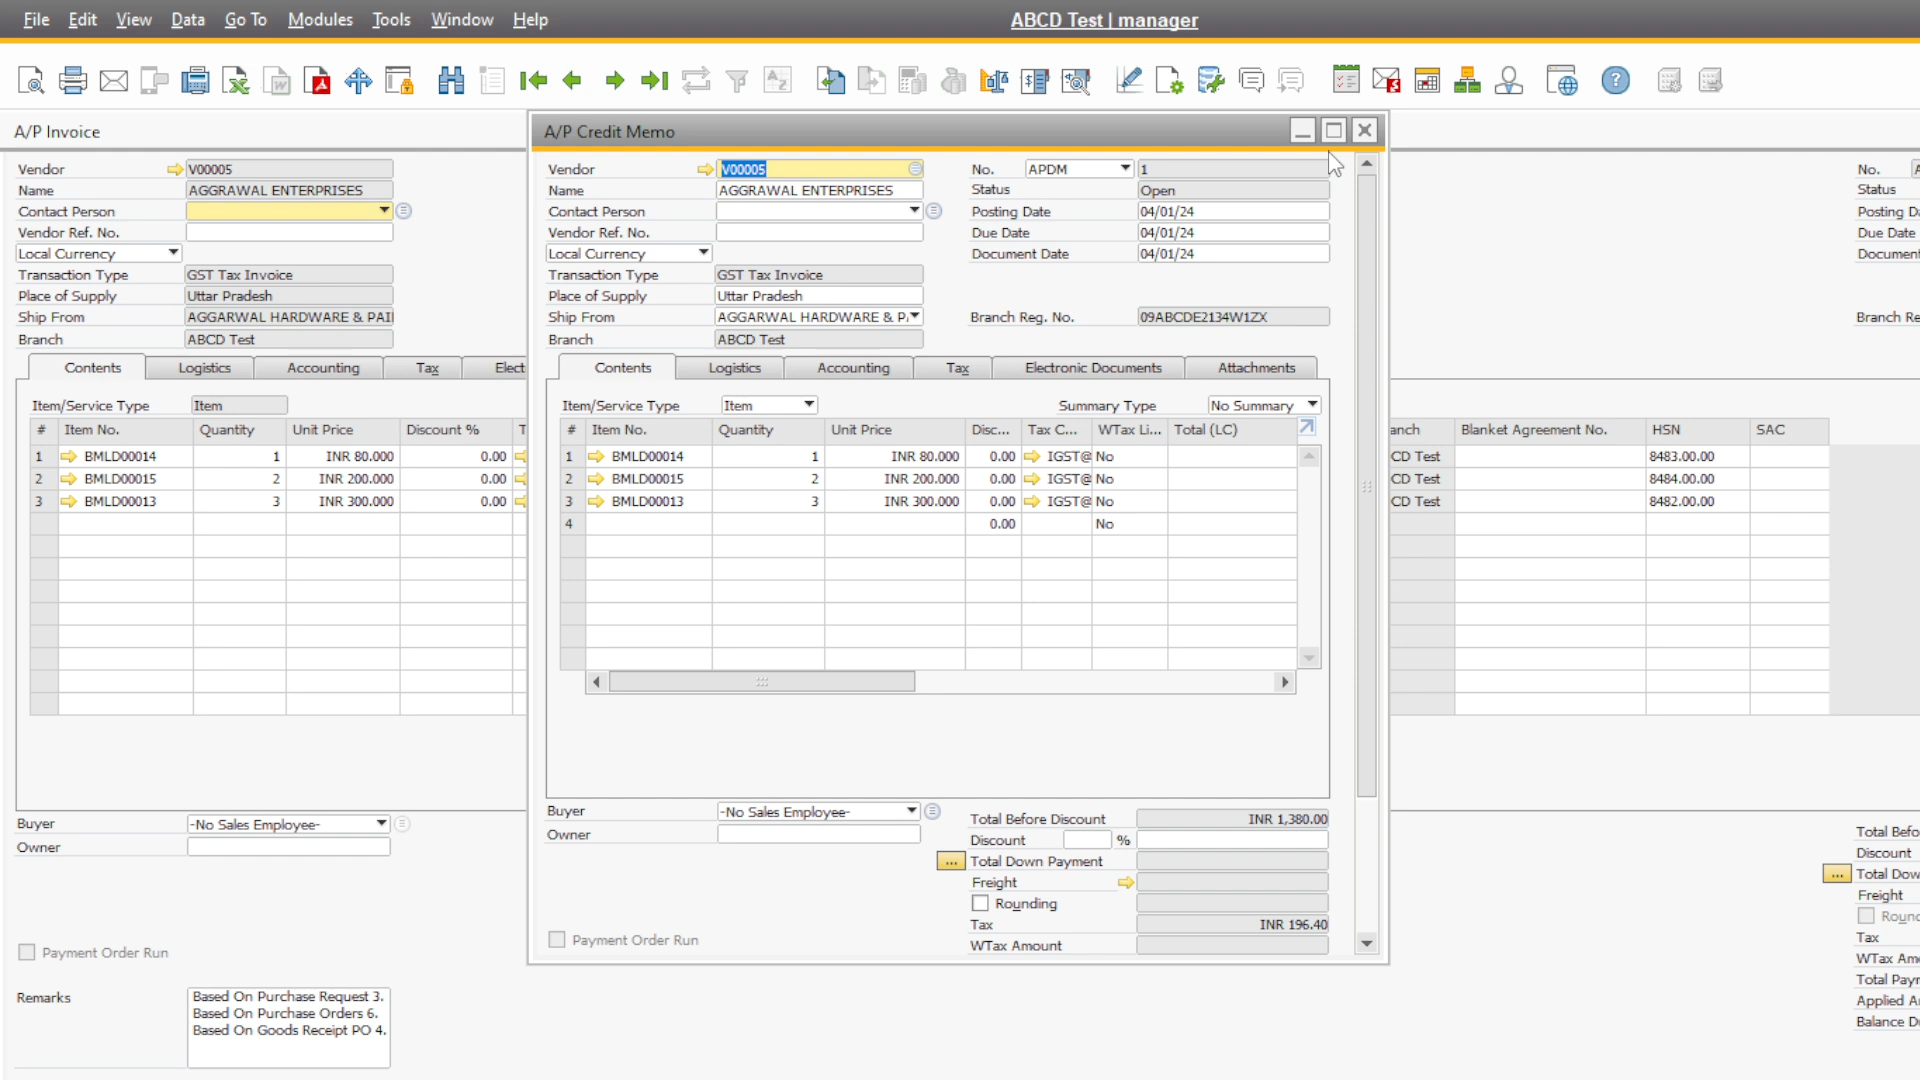 File Edit View Data Go To Modules Tools Window Help
ABCD Test | manager
A/P Invoice
Vendor V00005
Name AGGRAWAL ENTERPRISES
Contact Person
Vendor Ref. No.
Local Currency
Transaction Type GST Tax Invoice
Place of Supply Uttar Pradesh
Ship From AGGARWAL HARDWARE & PAI
Branch ABCD Test
Contents Logistics Accounting Tax Elect
Item/Service Type Item
# Item No. Quantity Unit Price Discount % T
1 BMLD00014 1 INR 80.000 0.00
2 BMLD00015 2 INR 200.000 0.00
3 BMLD00013 3 INR 300.000 0.00
Buyer -No Sales Employee-
Owner
Payment Order Run
Remarks Based On Purchase Request 3.
Based On Purchase Orders 6.
Based On Goods Receipt PO 4.
A/P Credit Memo
Vendor V00005
Name AGGRAWAL ENTERPRISES
Contact Person
Vendor Ref. No.
Local Currency
Transaction Type GST Tax Invoice
Place of Supply Uttar Pradesh
Ship From AGGARWAL HARDWARE & P
Branch ABCD Test
No. APDM 1
Status Open
Posting Date 04/01/24
Due Date 04/01/24
Document Date 04/01/24
Branch Reg. No. 09ABCDE2134W1ZX
Contents Logistics Accounting Tax Electronic Documents Attachments
Item/Service Type Item Summary Type No Summary
# Item No. Quantity Unit Price Disc... Tax C... WTax Li... Total (LC)
1 BMLD00014 1 INR 80.000 0.00 IGST@ No
2 BMLD00015 2 INR 200.000 0.00 IGST@ No
3 BMLD00013 3 INR 300.000 0.00 IGST@ No
4 0.00 No
Buyer -No Sales Employee-
Owner
Payment Order Run
Total Before Discount INR 1,380.00
Discount %
... Total Down Payment
Freight
Rounding
Tax INR 196.40
WTax Amount
No. A
Status
Posting Da
Due Date
Document
Branch Re
anch Blanket Agreement No. HSN SAC
CD Test 8483.00.00
CD Test 8484.00.00
CD Test 8482.00.00
Total Befo
Discount
... Total Dow
Freight
Round
Tax
WTax Am
Total Paym
Applied A
Balance D